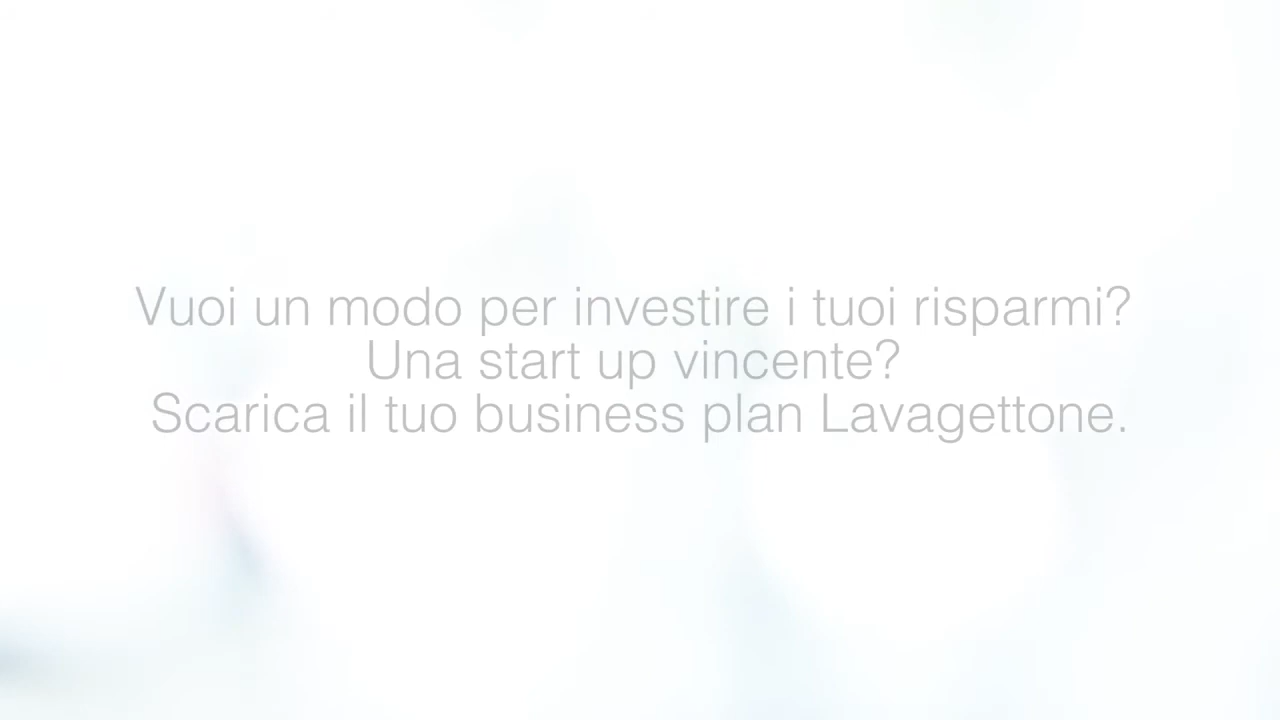 Vuoi un modo per investire i tuoi risparmi?
Una start up vincente?
Scarica il tuo business plan Lavagettone.